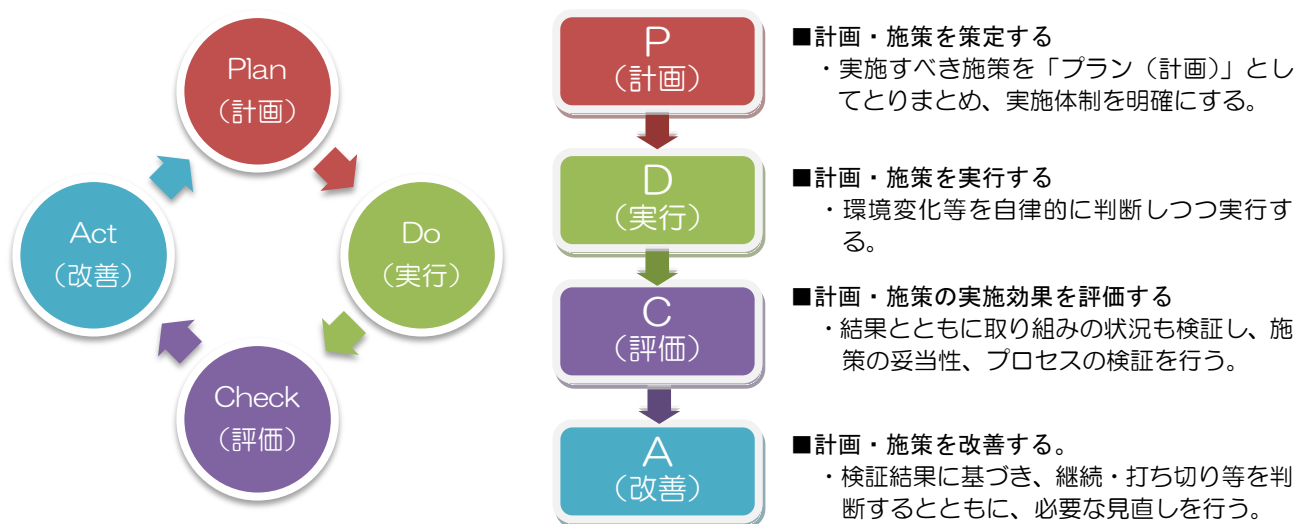 Plan
（計画）
Do
（実行）
Check
（評価）
Act
（改善）
P
（計画）
■計画・施策を策定する
・実施すべき施策を「プラン（計画）」とし
てとりまとめ、実施体制を明確にする。
D
（実行）
■計画・施策を実行する
・環境変化等を自律的に判断しつつ実行す
る。
C
（評価）
■計画・施策の実施効果を評価する
・結果とともに取り組みの状況も検証し、施
策の妥当性、プロセスの検証を行う。
A
（改善）
■計画・施策を改善する。
・検証結果に基づき、継続・打ち切り等を判
断するとともに、必要な見直しを行う。